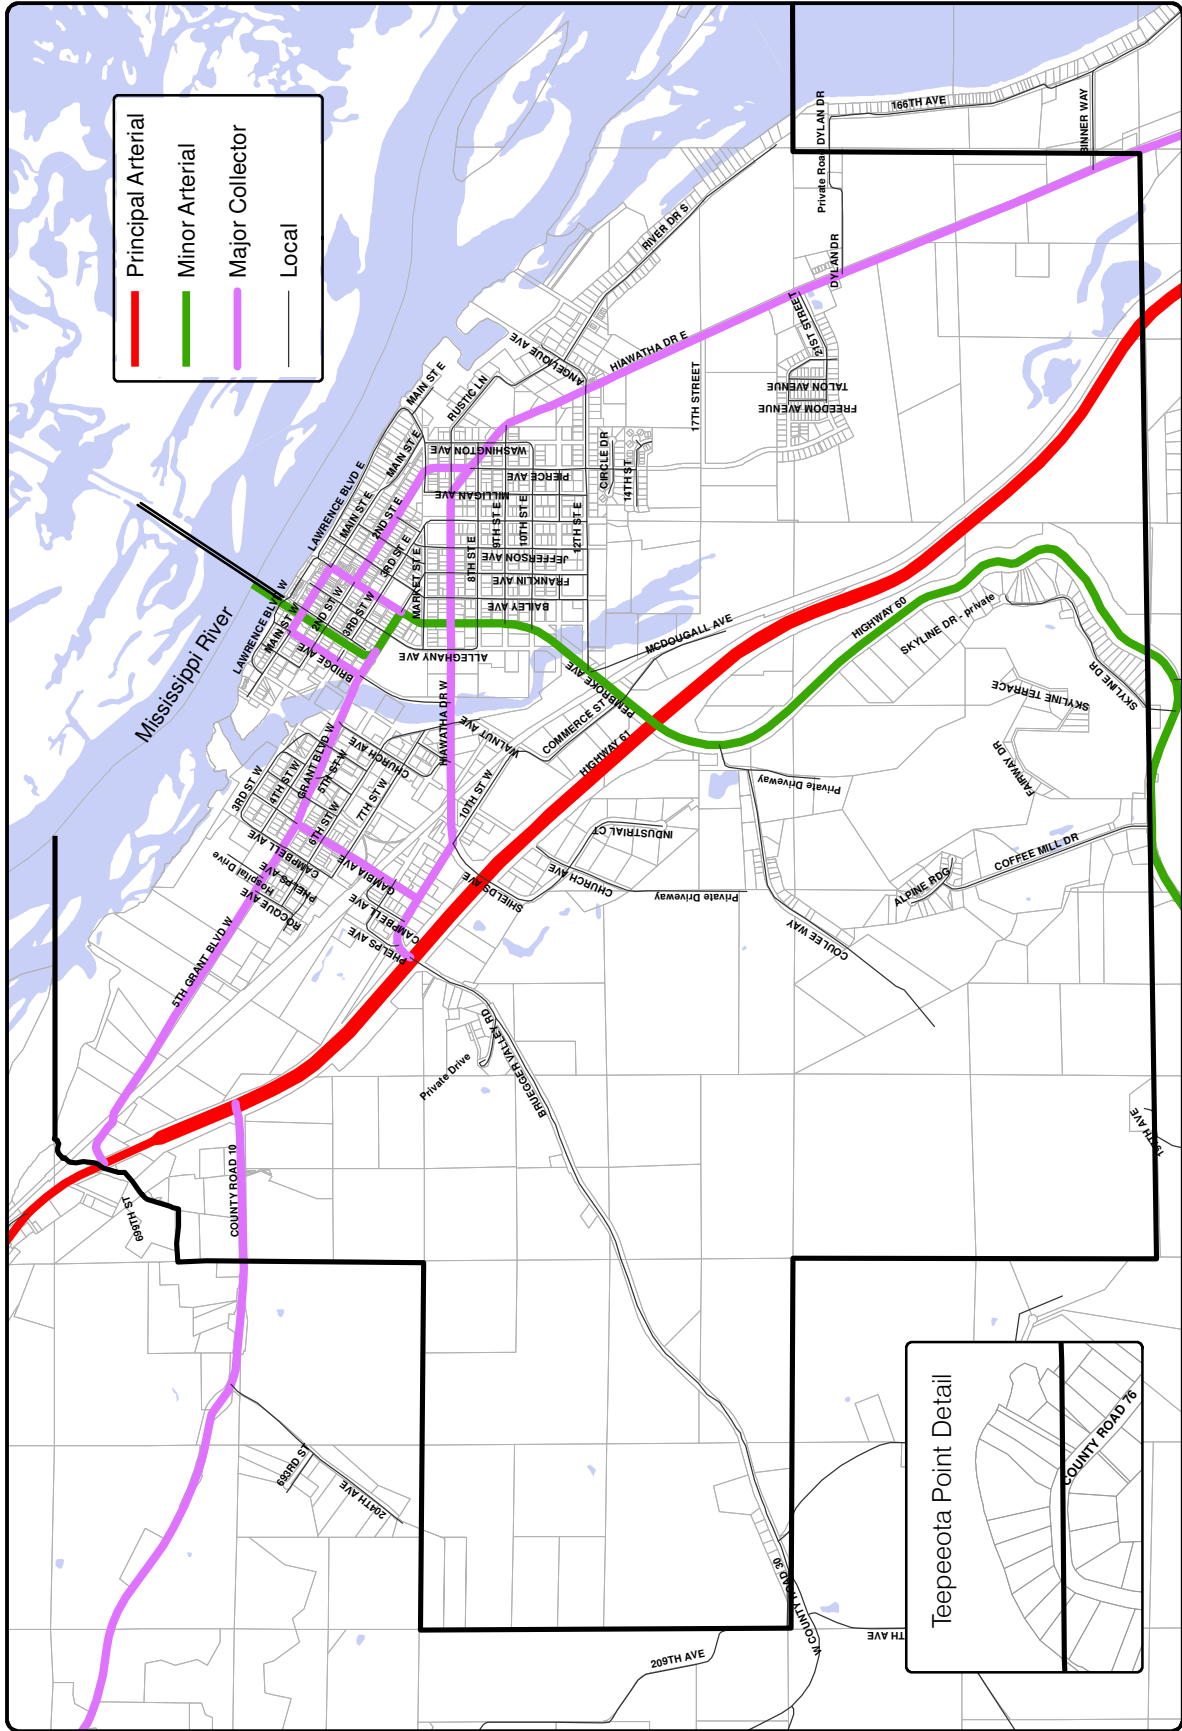 Principal Arterial
Minor Arterial
Major Collector
Local
Mississippi River
166TH AVE
BINNER WAY
Private Road DYLAN DR
DYLAN DR
RIVER DR S
21ST STREET
TALON AVENUE
FREEDOM AVENUE
17TH STREET
HIAWATHA DR E
ANGELIQUE AVE
RUSTIC LN
MAIN ST E
MAIN ST E
MAIN ST E
LAWRENCE BLVD E
2ND ST E
3RD ST E
WASHINGTON AVE
PIERCE AVE
MILLIGAN AVE
CIRCLE DR
14TH ST
9TH ST E
10TH ST E
12TH ST E
8TH ST E
JEFFERSON AVE
FRANKLIN AVE
BAILEY AVE
MARKET ST E
ALLEGHANY AVE
LAWRENCE BLVD W
MAIN ST W
2ND ST W
3RD ST W
BRIDGE AVE
PEMBROKE AVE
MCDOUGALL AVE
HIGHWAY 60
SKYLINE DR - private
SKYLINE DR
SKYLINE TERRACE
FAIRWAY DR
COFFEE MILL DR
ALPINE RDG
COULEE WAY
Private Driveway
Private Driveway
HIGHWAY 61
COMMERCE ST
WALNUT AVE
HIAWATHA DR W
10TH ST W
CHURCH AVE
GRANT BLVD W
3RD ST W
4TH ST W
5TH ST W
6TH ST W
7TH ST W
CAMPBELL AVE
CAMPBELL AVE
PHELPS AVE
Hospital Drive
ROCQUE AVE
GAMBIA AVE
CAMPBELL AVE
PHELPS AVE
SHIELDS AVE
CHURCH AVE
INDUSTRIAL CT
5TH GRANT BLVD W
BRUEGGER VALLEY RD
Private Drive
COUNTY ROAD 10
699TH ST
693RD ST
204TH AVE
209TH AVE
W COUNTY ROAD 30
TH AVE
Teepeeota Point Detail
COUNTY ROAD 76